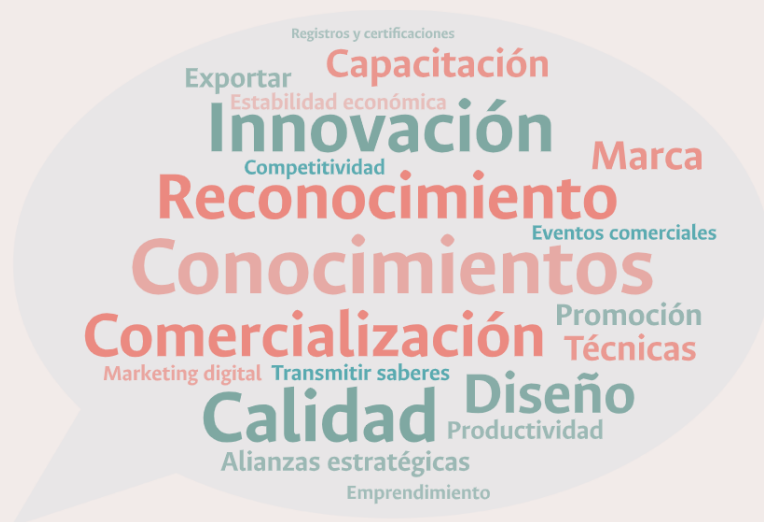 Registros y certificaciones
Capacitación
Exportar
Estabilidad económica
Innovación
Marca
Competitividad
Reconocimiento
Eventos comerciales
Conocimientos
Promoción
Comercialización
Técnicas
Marketing digital
Transmitir saberes
Diseño
Calidad
Productividad
Alianzas estratégicas
Emprendimiento